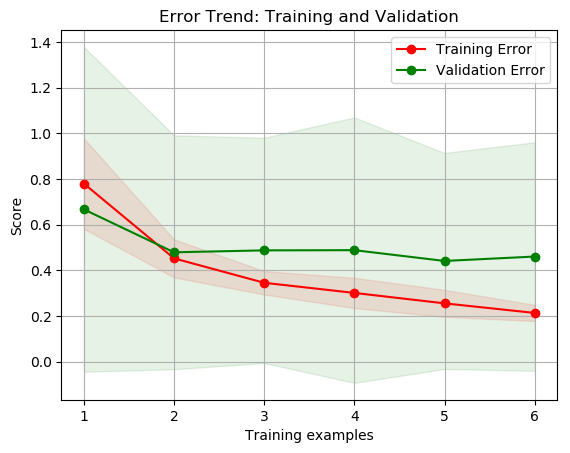 Error Trend: Training and Validation
Training Error
Validation Error
1.4
1.2
1.0
0.8
0.6
0.4
0.2
0.0
Score
1 2 3 4 5 6
Training examples